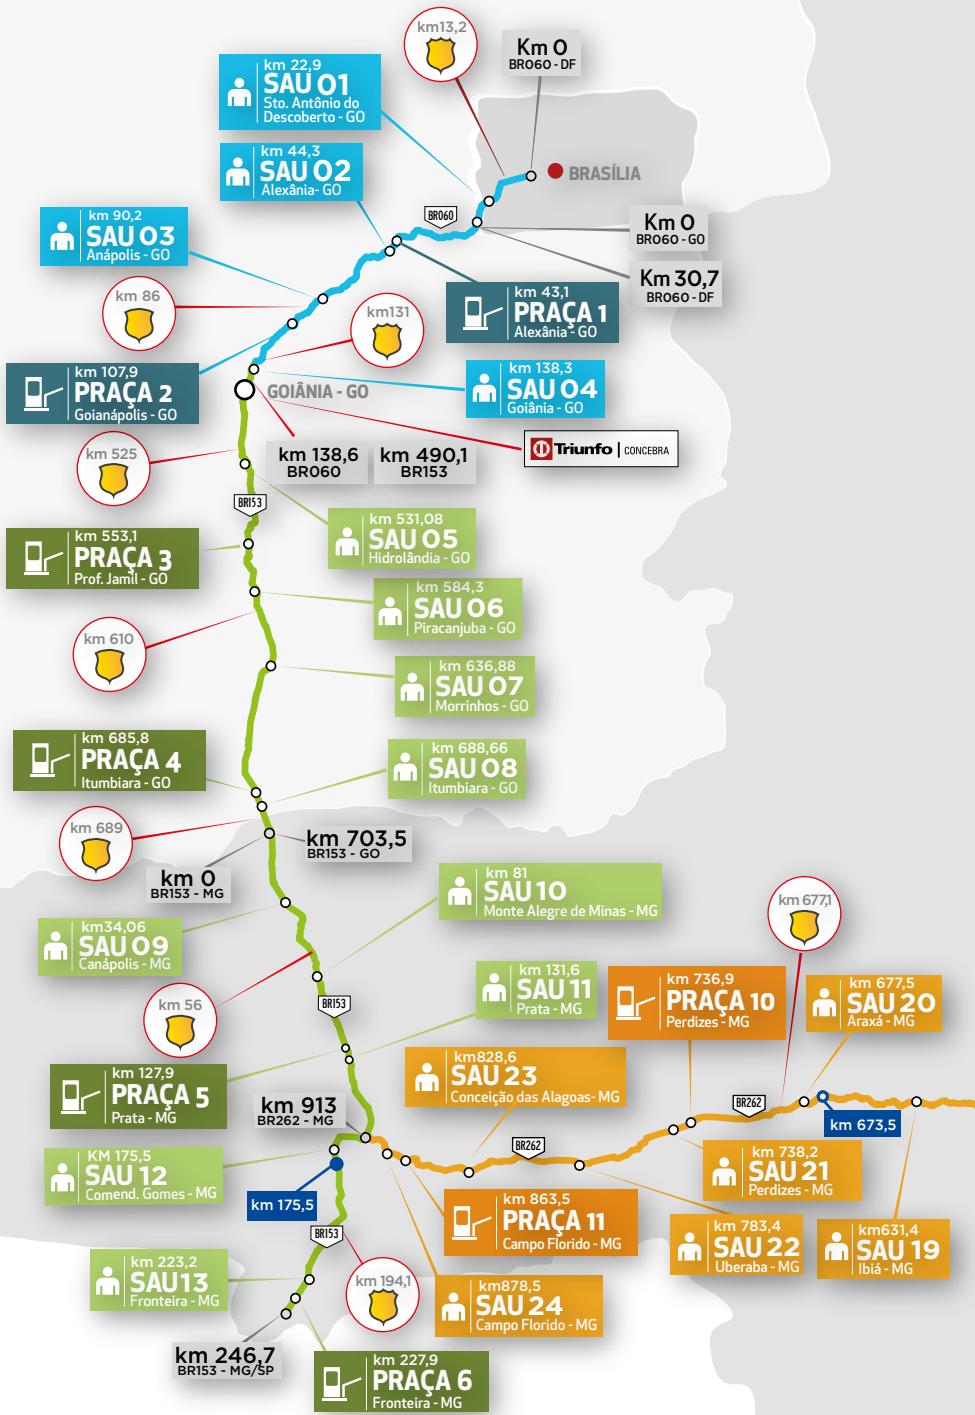 km13,2
Km 0
BR060 - DF
km 22,9
SAU 01
Sto. Antônio do
Descoberto - GO
km 44,3
SAU 02
Alexânia- GO
BRASÍLIA
BR060
km 90,2
SAU 03
Anápolis - GO
Km 0
BR060 - GO
Km 30,7
BR060 - DF
km 86
km 43,1
PRAÇA 1
Alexânia - GO
km131
km 107,9
PRAÇA 2
Goianápolis - GO
km 138,3
SAU 04
Goiânia - GO
GOIÂNIA - GO
km 525
km 138,6
BR060
km 490,1
BR153
Triunfo | CONCEBRA
BR153
km 531,08
SAU 05
Hidrolândia - GO
km 553,1
PRAÇA 3
Prof. Jamil - GO
km 584,3
SAU 06
Piracanjuba - GO
km 610
km 636,88
SAU 07
Morrinhos - GO
km 685,8
PRAÇA 4
Itumbiara - GO
km 688,66
SAU 08
Itumbiara - GO
km 689
km 703,5
BR153 - GO
km 0
BR153 - MG
km 81
SAU 10
Monte Alegre de Minas - MG
km 677,1
km34,06
SAU 09
Canápolis - MG
km 131,6
SAU 11
Prata - MG
km 736,9
PRAÇA 10
Perdizes - MG
km 677,5
SAU 20
Araxá - MG
km 56
BR153
km 127,9
PRAÇA 5
Prata - MG
km828,6
SAU 23
Conceição das Alagoas- MG
km 913
BR262 - MG
BR262
km 673,5
BR262
KM 175,5
SAU 12
Comend. Gomes - MG
km 738,2
SAU 21
Perdizes - MG
km 175,5
km 863,5
PRAÇA 11
Campo Florido - MG
km 783,4
SAU 22
Uberaba - MG
km631,4
SAU 19
Ibiá - MG
BR153
km 223,2
SAU13
Fronteira - MG
km 194,1
km878,5
SAU 24
Campo Florido - MG
km 246,7
BR153 - MG/SP
km 227,9
PRAÇA 6
Fronteira - MG